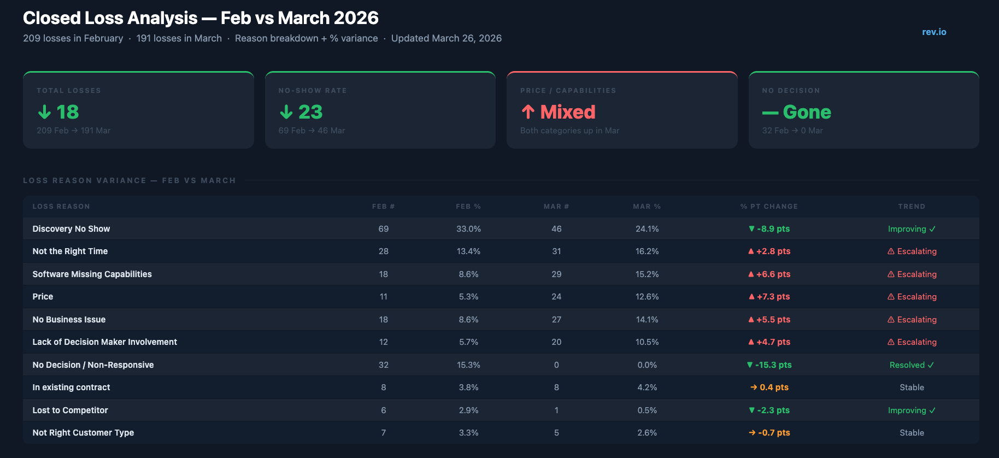 Closed Loss Analysis — Feb vs March 2026
209 losses in February · 191 losses in March · Reason breakdown + % variance · Updated March 26, 2026
rev.io
TOTAL LOSSES
↓ 18
209 Feb → 191 Mar
NO-SHOW RATE
↓ 23
69 Feb → 46 Mar
PRICE / CAPABILITIES
↑ Mixed
Both categories up in Mar
NO DECISION
— Gone
32 Feb → 0 Mar
LOSS REASON VARIANCE — FEB VS MARCH
LOSS REASON FEB # FEB % MAR # MAR % % PT CHANGE TREND
Discovery No Show 69 33.0% 46 24.1% ▼ -8.9 pts Improving ✓
Not the Right Time 28 13.4% 31 16.2% ▲ +2.8 pts ⚠ Escalating
Software Missing Capabilities 18 8.6% 29 15.2% ▲ +6.6 pts ⚠ Escalating
Price 11 5.3% 24 12.6% ▲ +7.3 pts ⚠ Escalating
No Business Issue 18 8.6% 27 14.1% ▲ +5.5 pts ⚠ Escalating
Lack of Decision Maker Involvement 12 5.7% 20 10.5% ▲ +4.7 pts ⚠ Escalating
No Decision / Non-Responsive 32 15.3% 0 0.0% ▼ -15.3 pts Resolved ✓
In existing contract 8 3.8% 8 4.2% → 0.4 pts Stable
Lost to Competitor 6 2.9% 1 0.5% ▼ -2.3 pts Improving ✓
Not Right Customer Type 7 3.3% 5 2.6% → -0.7 pts Stable